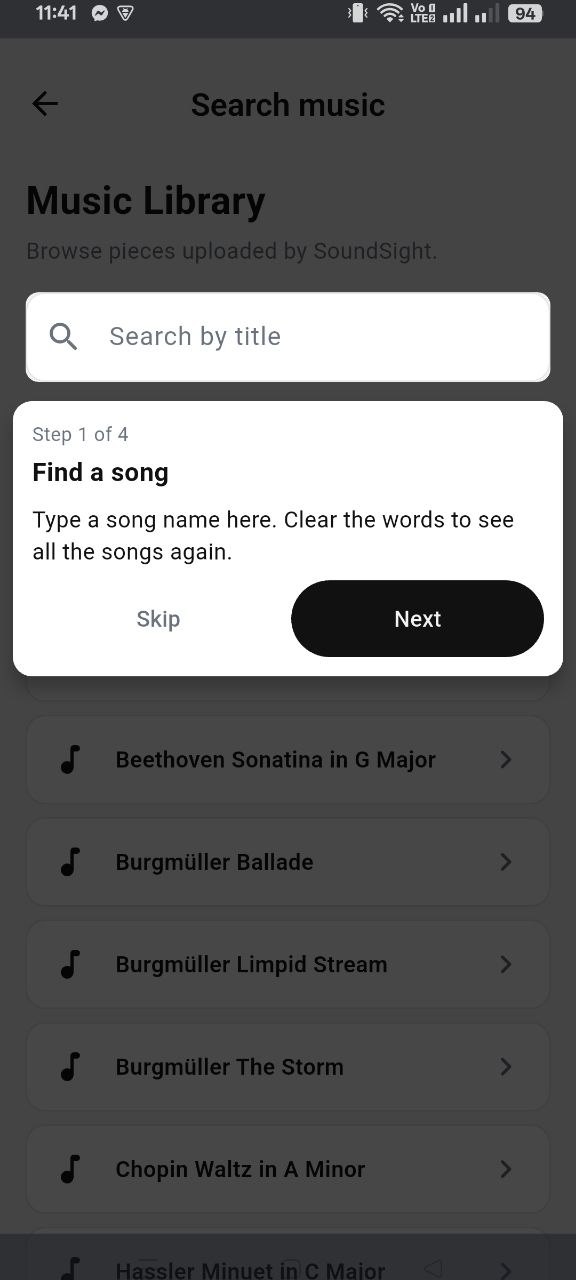 11:41
Vo
LTE2
94
Search music
Music Library
Browse pieces uploaded by SoundSight.
Search by title
Step 1 of 4
Find a song
Type a song name here. Clear the words to see
all the songs again.
Skip
Next
Beethoven Sonatina in G Major
Burgmüller Ballade
Burgmüller Limpid Stream
Burgmüller The Storm
Chopin Waltz in A Minor
Hassler Minuet in C Major